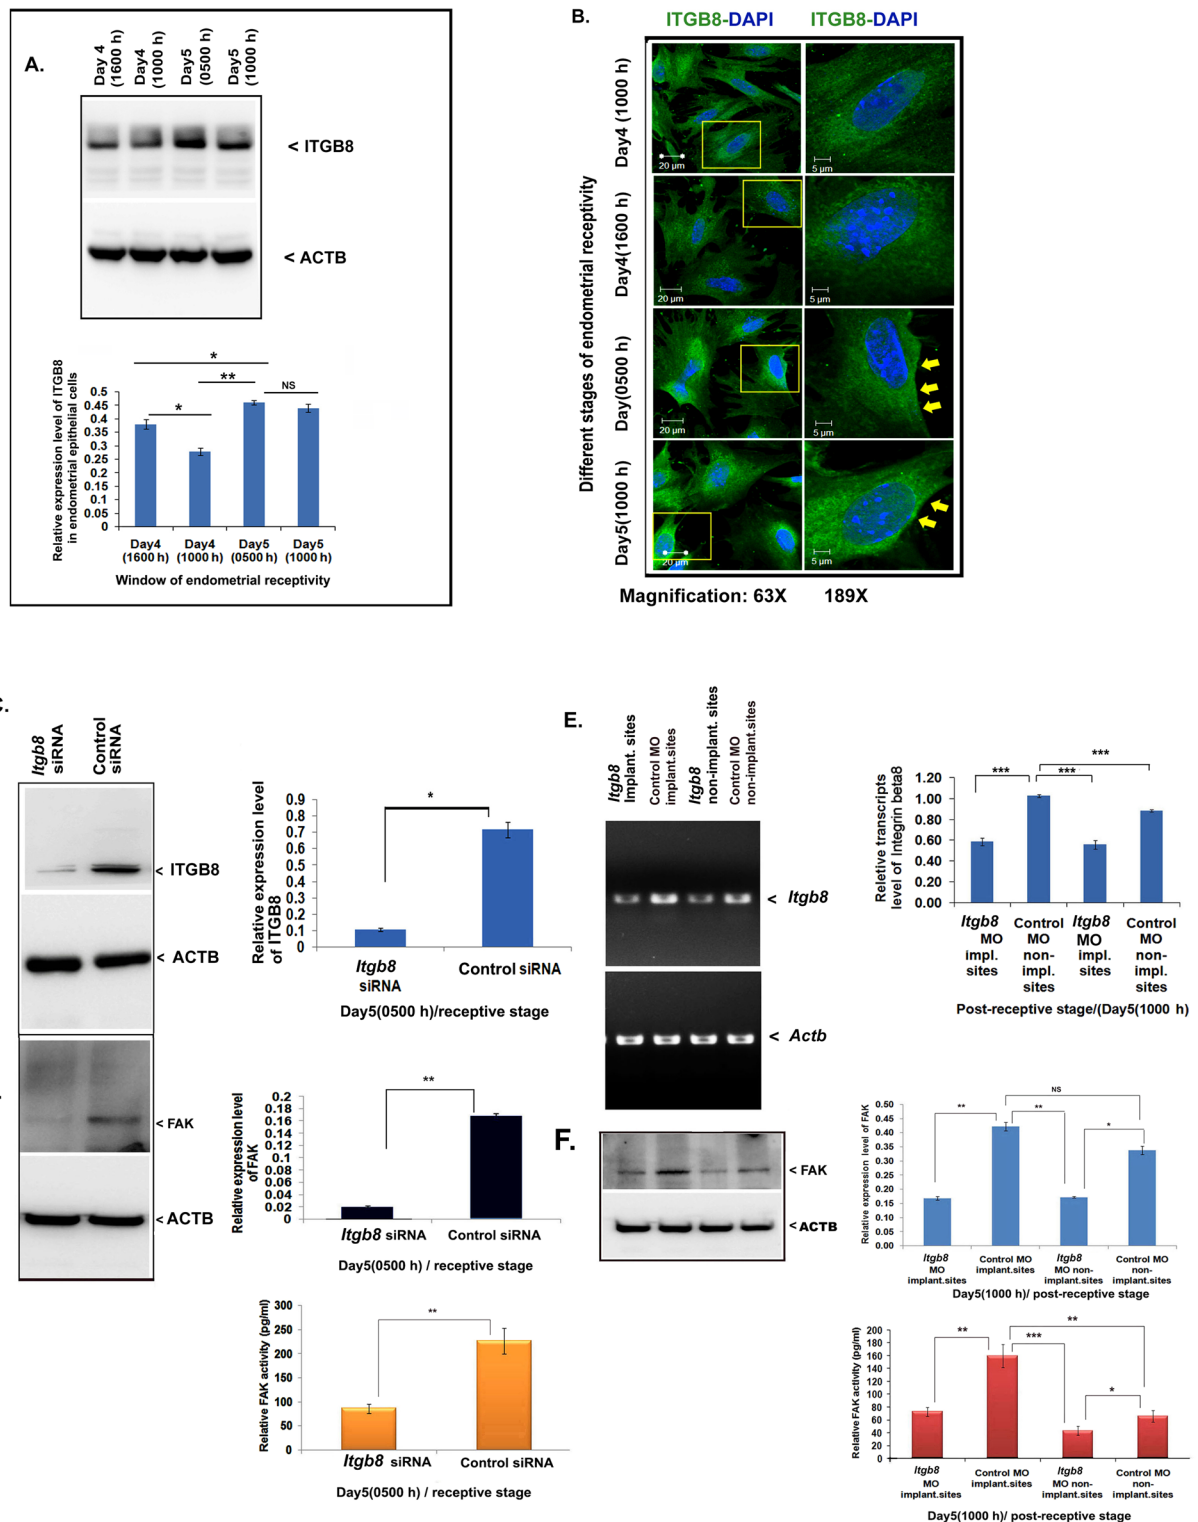 A.
Day 4
(1600 h)
Day4
(1000 h)
Day5
(0500 h)
Day5
(1000 h)
< ITGB8
< ACTB
Relative expression level of ITGB8
in endometrial epithelial cells
0.5
0.45
0.4
0.35
0.3
0.25
0.2
0.15
0.1
0.05
0
*
**
NS
*
Day4
(1600 h)
Day4
(1000 h)
Day5
(0500 h)
Day5
(1000 h)
Window of endometrial receptivity
B.
ITGB8-DAPI
ITGB8-DAPI
Different stages of endometrial receptivity
Day4 (1000 h)
20 µm
5 µm
Day4(1600 h)
20 µm
5 µm
Day(0500 h)
20 µm
5 µm
Day5(1000 h)
20 µm
5 µm
Magnification: 63X
189X
Itgb8
siRNA
Control
siRNA
< ITGB8
< ACTB
< FAK
< ACTB
Relative expression level
of ITGB8
0.9
0.8
0.7
0.6
0.5
0.4
0.3
0.2
0.1
0
*
Itgb8
siRNA
Control siRNA
Day5(0500 h)/receptive stage
Relative expression level
of FAK
0.2
0.18
0.16
0.14
0.12
0.1
0.08
0.06
0.04
0.02
0
**
Itgb8 siRNA
Control siRNA
Day5(0500 h) / receptive stage
Relative FAK activity (pg/ml)
300
250
200
150
100
50
0
**
Itgb8 siRNA
Control siRNA
Day5(0500 h) / receptive stage
E.
Itgb8
Implant. sites
Control MO
implant.sites
Itgb8
non-implant. sites
Control MO
non-implant.sites
< Itgb8
< Actb
Reletive transcripts
level of Integrin beta8
1.20
1.00
0.80
0.60
0.40
0.20
0.00
***
***
***
Itgb8
MO
impl.
sites
Control
MO
non-
impl.
sites
Itgb8
MO
impl.
sites
Control
MO
non-
impl.
sites
Post-receptive stage/(Day5(1000 h)
F.
< FAK
< ACTB
Relative expression level of FAK
0.50
0.45
0.40
0.35
0.30
0.25
0.20
0.15
0.10
0.05
0.00
NS
**
**
*
Itgb8
MO
implant.sites
Control MO
implant.sites
Itgb8
MO non-
implant.sites
Control MO
non-
implant.sites
Day5(1000 h)/ post-receptive stage
Relative FAK activity (pg/ml)
200
180
160
140
120
100
80
60
40
20
0
**
**
***
*
Itgb8
MO
implant.sites
Control MO
implant.sites
Itgb8
MO non-
implant.sites
Control MO
non-
implant.sites
Day5(1000 h)/ post-receptive stage